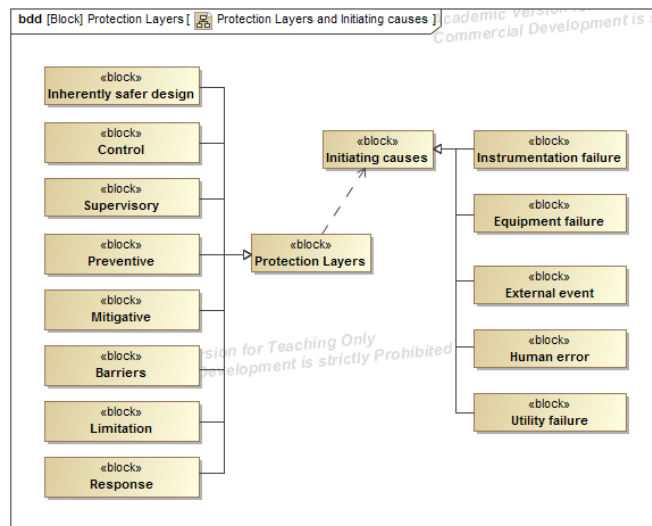 bdd [Block] Protection Layers [ Protection Layers and Initiating causes ]
Academic Version for
Commercial Development is s
«block»
Inherently safer design
«block»
Control
«block»
Supervisory
«block»
Preventive
«block»
Mitigative
«block»
Barriers
«block»
Limitation
«block»
Response
«block»
Initiating causes
«block»
Protection Layers
«block»
Instrumentation failure
«block»
Equipment failure
«block»
External event
«block»
Human error
«block»
Utility failure
rsion for Teaching Only
Development is strictly Prohibited